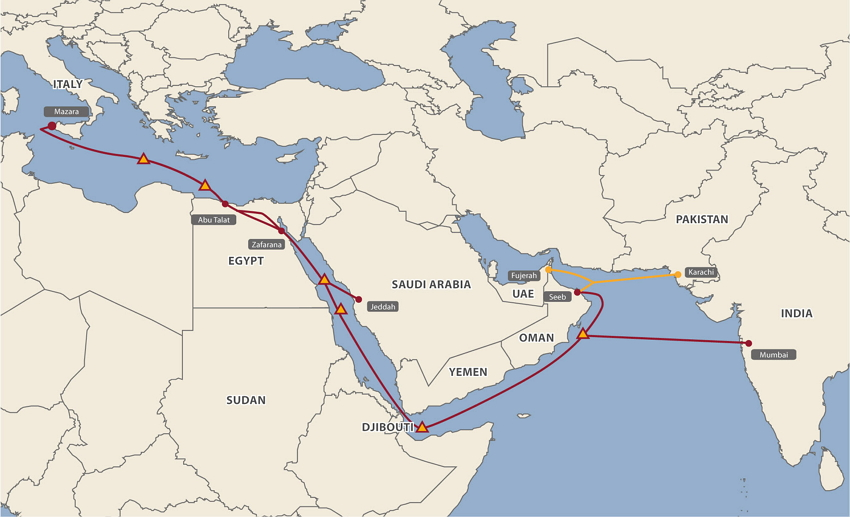 ITALY
Mazara
Abu Talat
Zafarana
EGYPT
PAKISTAN
Karachi
Fujerah
UAE
Seeb
SAUDI ARABIA
Jeddah
INDIA
OMAN
Mumbai
YEMEN
SUDAN
DJIBOUTI